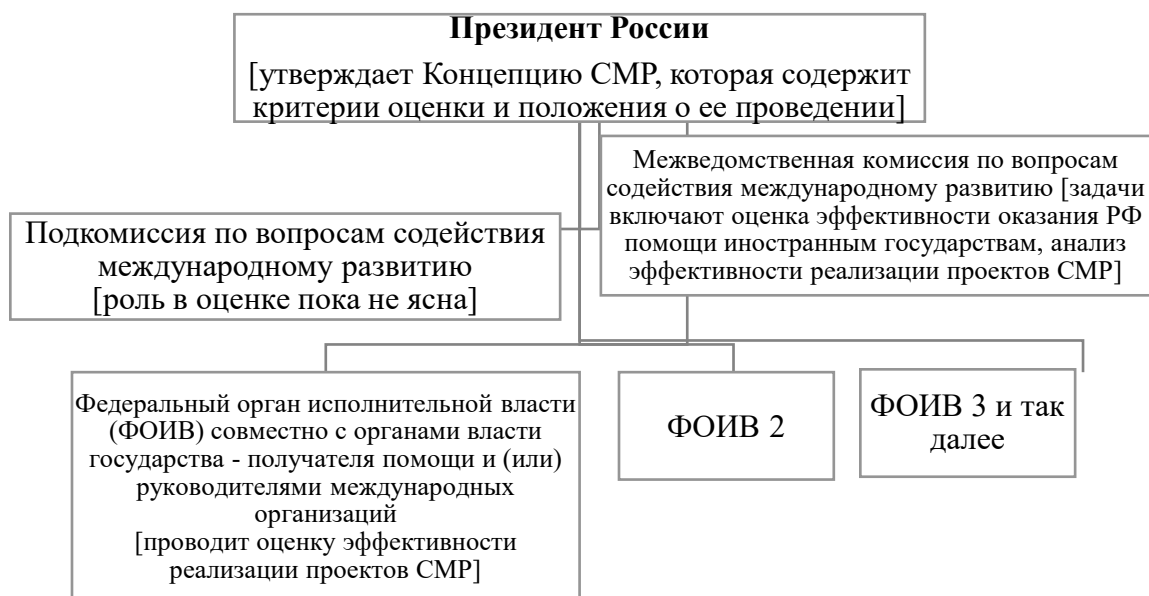 Президент России
[утверждает Концепцию СМР, которая содержит
критерии оценки и положения о ее проведении]
Межведомственная комиссия по вопросам
содействия международному развитию [задачи
включают оценка эффективности оказания РФ
помощи иностранным государствам, анализ
эффективности реализации проектов СМР]
Подкомиссия по вопросам содействия
международному развитию
[роль в оценке пока не ясна]
Федеральный орган исполнительной власти
(ФОИВ) совместно с органами власти
государства - получателя помощи и (или)
руководителями международных
организаций
[проводит оценку эффективности
реализации проектов СМР]
ФОИВ 2
ФОИВ 3 и так
далее